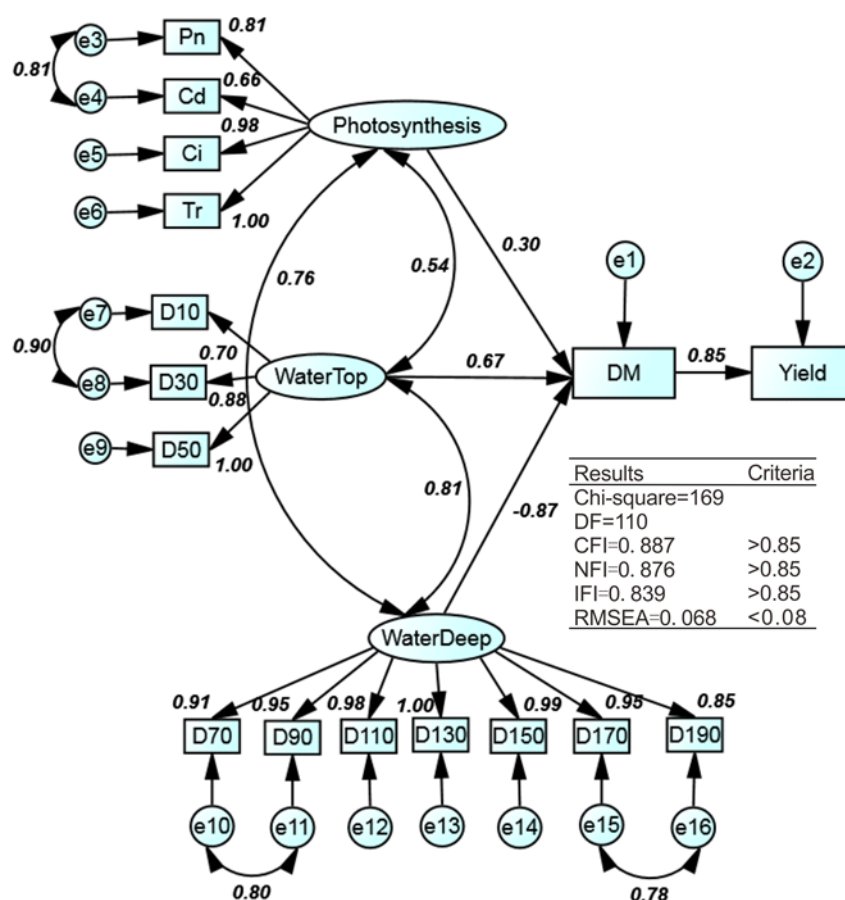 e3 Pn 0.81
0.81
e4 Cd 0.66
Photosynthesis
e5 Ci 0.98
e6 Tr 1.00
0.76 0.54 0.30
e1 e2
e7 D10
0.90 0.70
e8 D30 WaterTop 0.67 DM 0.85 Yield
0.88
e9 D50 1.00
0.81 -0.87
Results Criteria
Chi-square=169
DF=110
CFI=0.887 >0.85
NFI=0.876 >0.85
IFI=0.839 >0.85
RMSEA=0.068 <0.08
WaterDeep
0.91 0.95 0.98 1.00 0.99 0.95 0.85
D70 D90 D110 D130 D150 D170 D190
e10 e11 e12 e13 e14 e15 e16
0.80 0.78